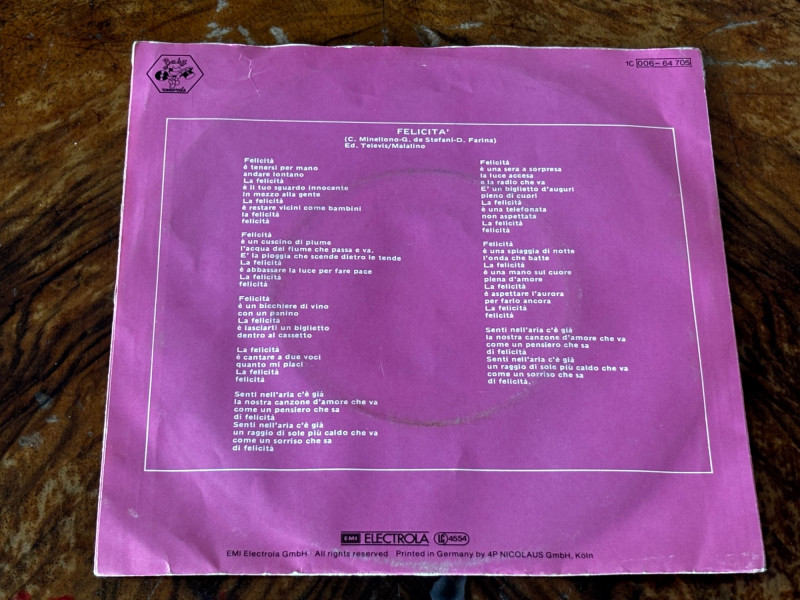 Baby
RECORDS
1C 006-64 705
FELICITA'
(C. Minellono-G. de Stefani-D. Farina)
Ed. Televis/Malatino
Felicità
è tenersi per mano
andare lontano
La felicità
è il tuo sguardo innocente
in mezzo alla gente
La felicità
è restare vicini come bambini
la felicità
felicità
Felicità
è un cuscino di piume
l'acqua del fiume che passa e va.
E' la pioggia che scende dietro le tende
La felicità
è abbassare la luce per fare pace
La felicità
felicità
Felicità
è un bicchiere di vino
con un panino
La felicità
è lasciarti un biglietto
dentro al cassetto
La felicità
è cantare a due voci
quanto mi piaci
La felicità
felicità
Senti nell'aria c'è già
la nostra canzone d'amore che va
come un pensiero che sa
di felicità
Senti nell'aria c'è già
un raggio di sole più caldo che va
come un sorriso che sa
di felicità
Felicità
è una sera a sorpresa
la luce accesa
e la radio che va
E' un biglietto d'auguri
pieno di cuori
La felicità
è una telefonata
non aspettata
La felicità
felicità
Felicità
è una spiaggia di notte
l'onda che batte
La felicità
è una mano sul cuore
piena d'amore
La felicità
è aspettare l'aurora
per farlo ancora
La felicità
felicità
Senti nell'aria c'è già
la nostra canzone d'amore che va
come un pensiero che sa
di felicità
Senti nell'aria c'è già
un raggio di sole più caldo che va
come un sorriso che sa
di felicità.
EMI ELECTROLA LC 4554
EMI Electrola GmbH · All rights reserved · Printed in Germany by 4P NICOLAUS GmbH, Köln